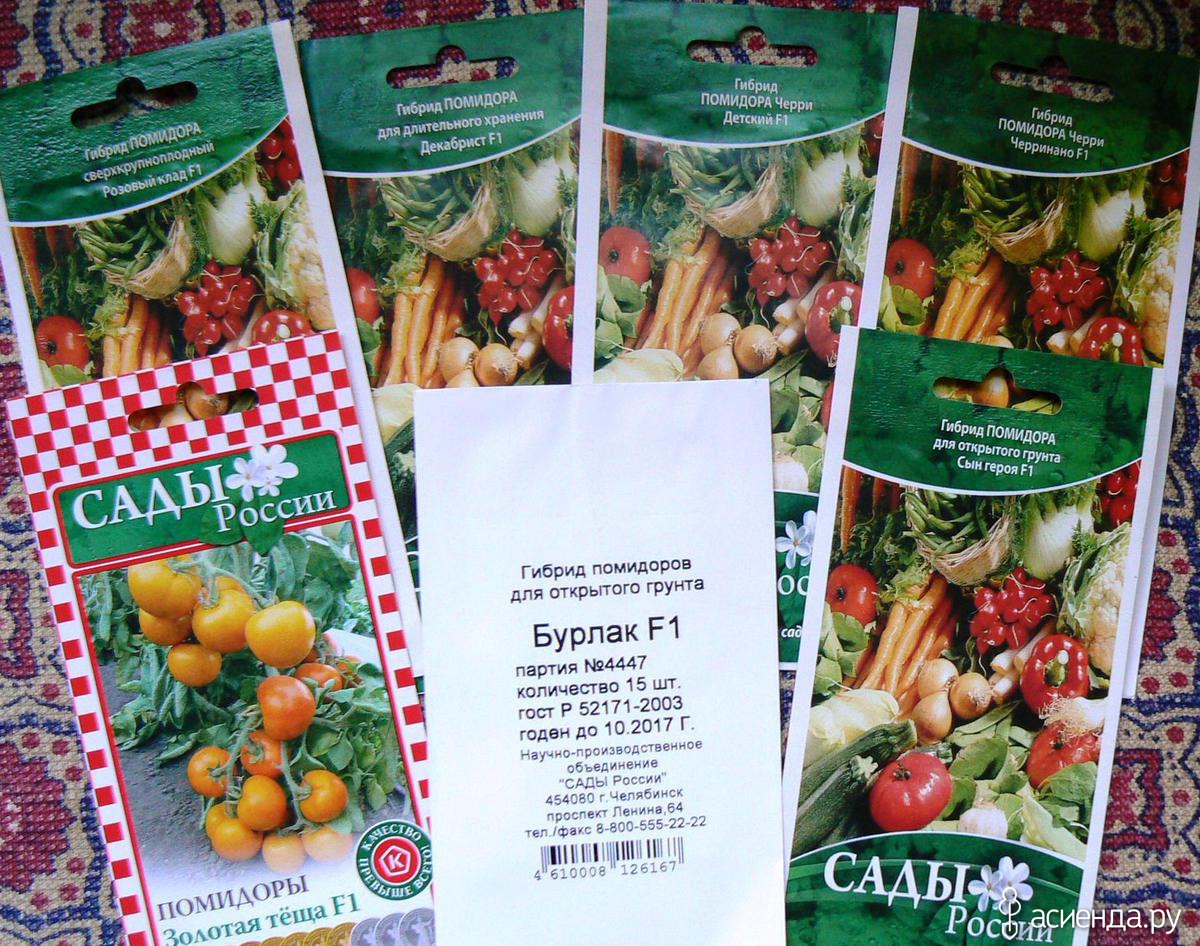 Гибрид ПОМИДОРА
сверхкрупноплодный
Розовый клад F1
Гибрид ПОМИДОРА
для длительного хранения
Декабрист F1
Гибрид
ПОМИДОРА Черри
Детский F1
Гибрид
ПОМИДОРА Черри
Черринано F1
САДЫ
России
КАЧЕСТВО
ПРЕВЫШЕ ВСЕГО!
К
ПОМИДОРЫ
Золотая тёща F1
Гибрид помидоров
для открытого грунта
Бурлак F1
партия №4447
количество 15 шт.
гост Р 52171-2003
годен до 10.2017 Г.
Научно-производственное
объединение
"САДЫ России"
454080 г.Челябинск
проспект Ленина,64
тел./факс 8-800-555-22-22
4 610008 126167
Гибрид ПОМИДОРА
для открытого грунта
Сын героя F1
САДЫ
России
асиенда.ру